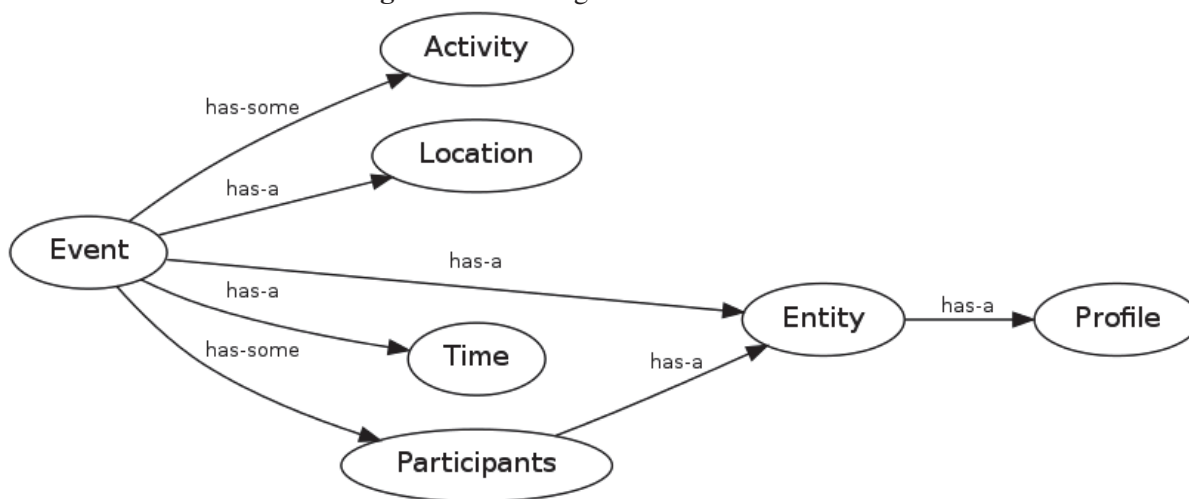 Activity
has-some
Location
has-a
Event
has-a
has-a
Entity
has-a
Profile
has-some
Time
has-a
Participants